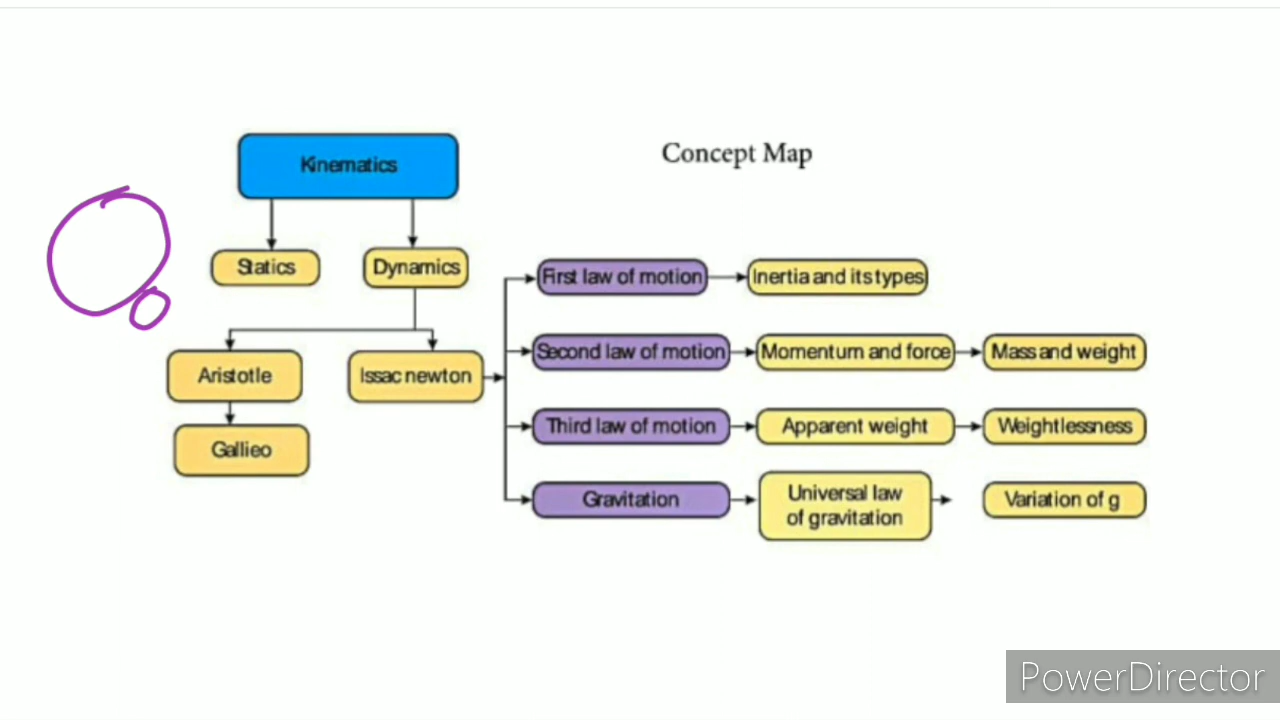 Kinematics
Concept Map
Statics
Dynamics
First law of motion
Inertia and its types
Second law of motion
Momentum and force
Mass and weight
Aristotle
Issac newton
Third law of motion
Apparent weight
Weightlessness
Gallieo
Gravitation
Universal law
of gravitation
Variation of g
PowerDirector